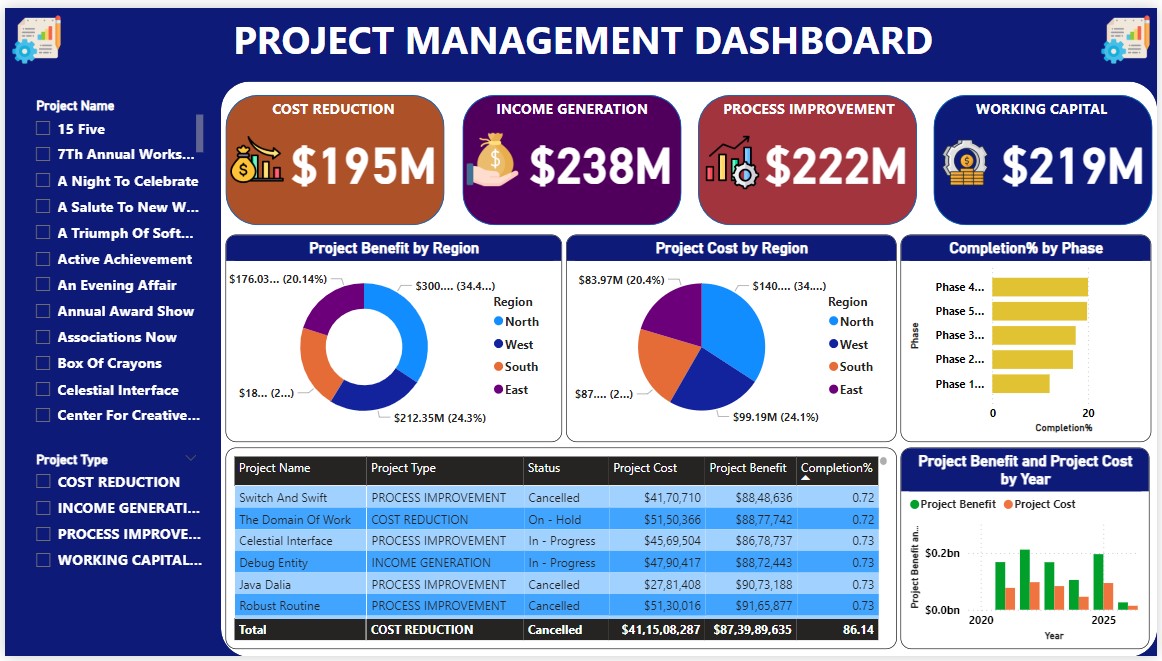 PROJECT MANAGEMENT DASHBOARD
Project Name
15 Five
7Th Annual Works...
A Night To Celebrate
A Salute To New W...
A Triumph Of Soft...
Active Achievement
An Evening Affair
Annual Award Show
Associations Now
Box Of Crayons
Celestial Interface
Center For Creative...
Project Type
COST REDUCTION
INCOME GENERATI...
PROCESS IMPROVE...
WORKING CAPITAL...
COST REDUCTION
$195M
INCOME GENERATION
$238M
PROCESS IMPROVEMENT
$222M
WORKING CAPITAL
$219M
Project Benefit by Region
$176.03... (20.14%)
$300.... (34.4...)
$18... (2...)
$212.35M (24.3%)
Region
North
West
South
East
Project Cost by Region
$83.97M (20.4%)
$140.... (34....)
$87.... (2...)
$99.19M (24.1%)
Region
North
West
South
East
Completion% by Phase
Phase
Phase 4...
Phase 5...
Phase 3...
Phase 2...
Phase 1...
0 20
Completion%
Project Name Project Type Status Project Cost Project Benefit Completion%
Switch And Swift PROCESS IMPROVEMENT Cancelled $41,70,710 $88,48,636 0.72
The Domain Of Work COST REDUCTION On - Hold $51,50,366 $88,77,742 0.72
Celestial Interface PROCESS IMPROVEMENT In - Progress $45,69,504 $86,78,737 0.73
Debug Entity INCOME GENERATION In - Progress $47,90,417 $88,72,443 0.73
Java Dalia PROCESS IMPROVEMENT Cancelled $27,81,408 $90,73,188 0.73
Robust Routine PROCESS IMPROVEMENT Cancelled $51,30,016 $91,65,877 0.73
Total COST REDUCTION Cancelled $41,15,08,287 $87,39,89,635 86.14
Project Benefit and Project Cost
by Year
Project Benefit Project Cost
Project Benefit an...
$0.2bn
$0.0bn
2020 2025
Year